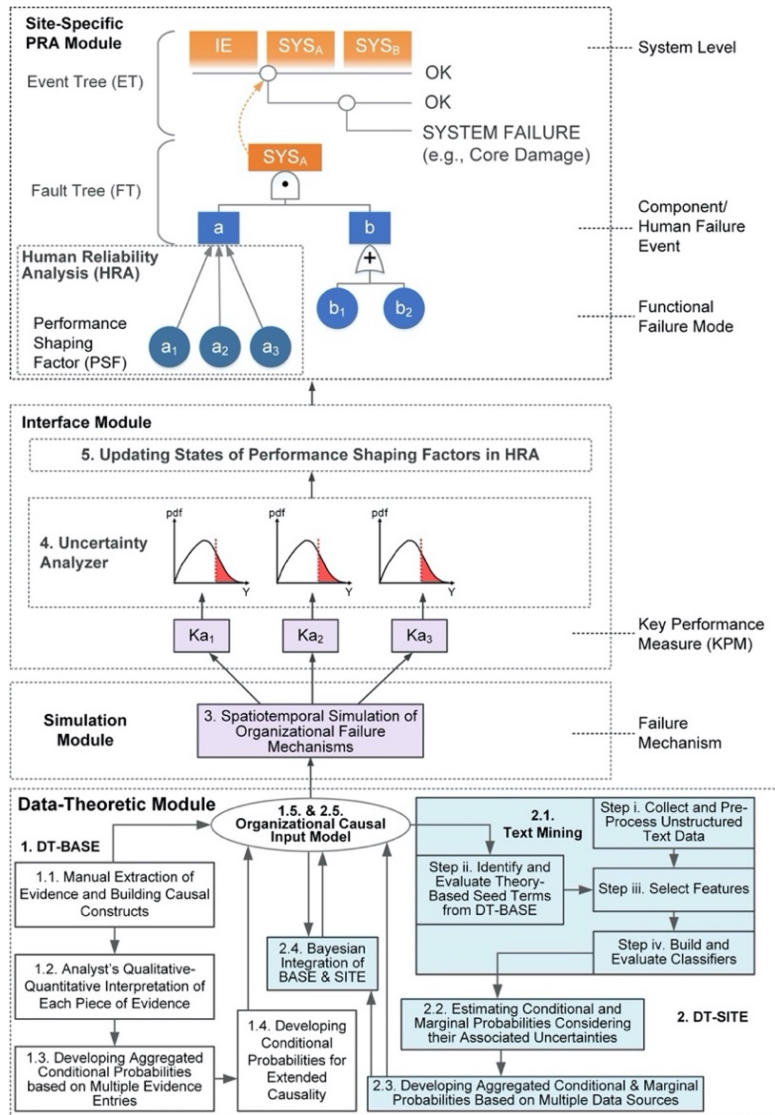 Site-Specific
PRA Module
IE
SYSA
SYSB
System Level
Event Tree (ET)
OK
OK
SYSTEM FAILURE
(e.g., Core Damage)
SYSA
Fault Tree (FT)
a
b
Component/
Human Failure
Event
Human Reliability
Analysis (HRA)
+
Performance
Shaping
Factor (PSF)
a1
a2
a3
b1
b2
Functional
Failure Mode
Interface Module
5. Updating States of Performance Shaping Factors in HRA
4. Uncertainty
Analyzer
pdf
Y
pdf
Y
pdf
Y
Ka1
Ka2
Ka3
Key Performance
Measure (KPM)
Simulation
Module
3. Spatiotemporal Simulation of
Organizational Failure
Mechanisms
Failure
Mechanism
Data-Theoretic Module
1.5. & 2.5.
Organizational Causal
Input Model
1. DT-BASE
1.1. Manual Extraction of
Evidence and Building Causal
Constructs
1.2. Analyst's Qualitative-
Quantitative Interpretation of
Each Piece of Evidence
1.3. Developing Aggregated
Conditional Probabilities
based on Multiple Evidence
Entries
1.4. Developing
Conditional
Probabilities for
Extended
Causality
2.4. Bayesian
Integration of
BASE & SITE
2.1.
Text Mining
Step i. Collect and Pre-
Process Unstructured
Text Data
Step ii. Identify and
Evaluate Theory-
Based Seed Terms
from DT-BASE
Step iii. Select Features
Step iv. Build and
Evaluate Classifiers
2.2. Estimating Conditional and
Marginal Probabilities Considering
their Associated Uncertainties
2. DT-SITE
2.3. Developing Aggregated Conditional & Marginal
Probabilities Based on Multiple Data Sources